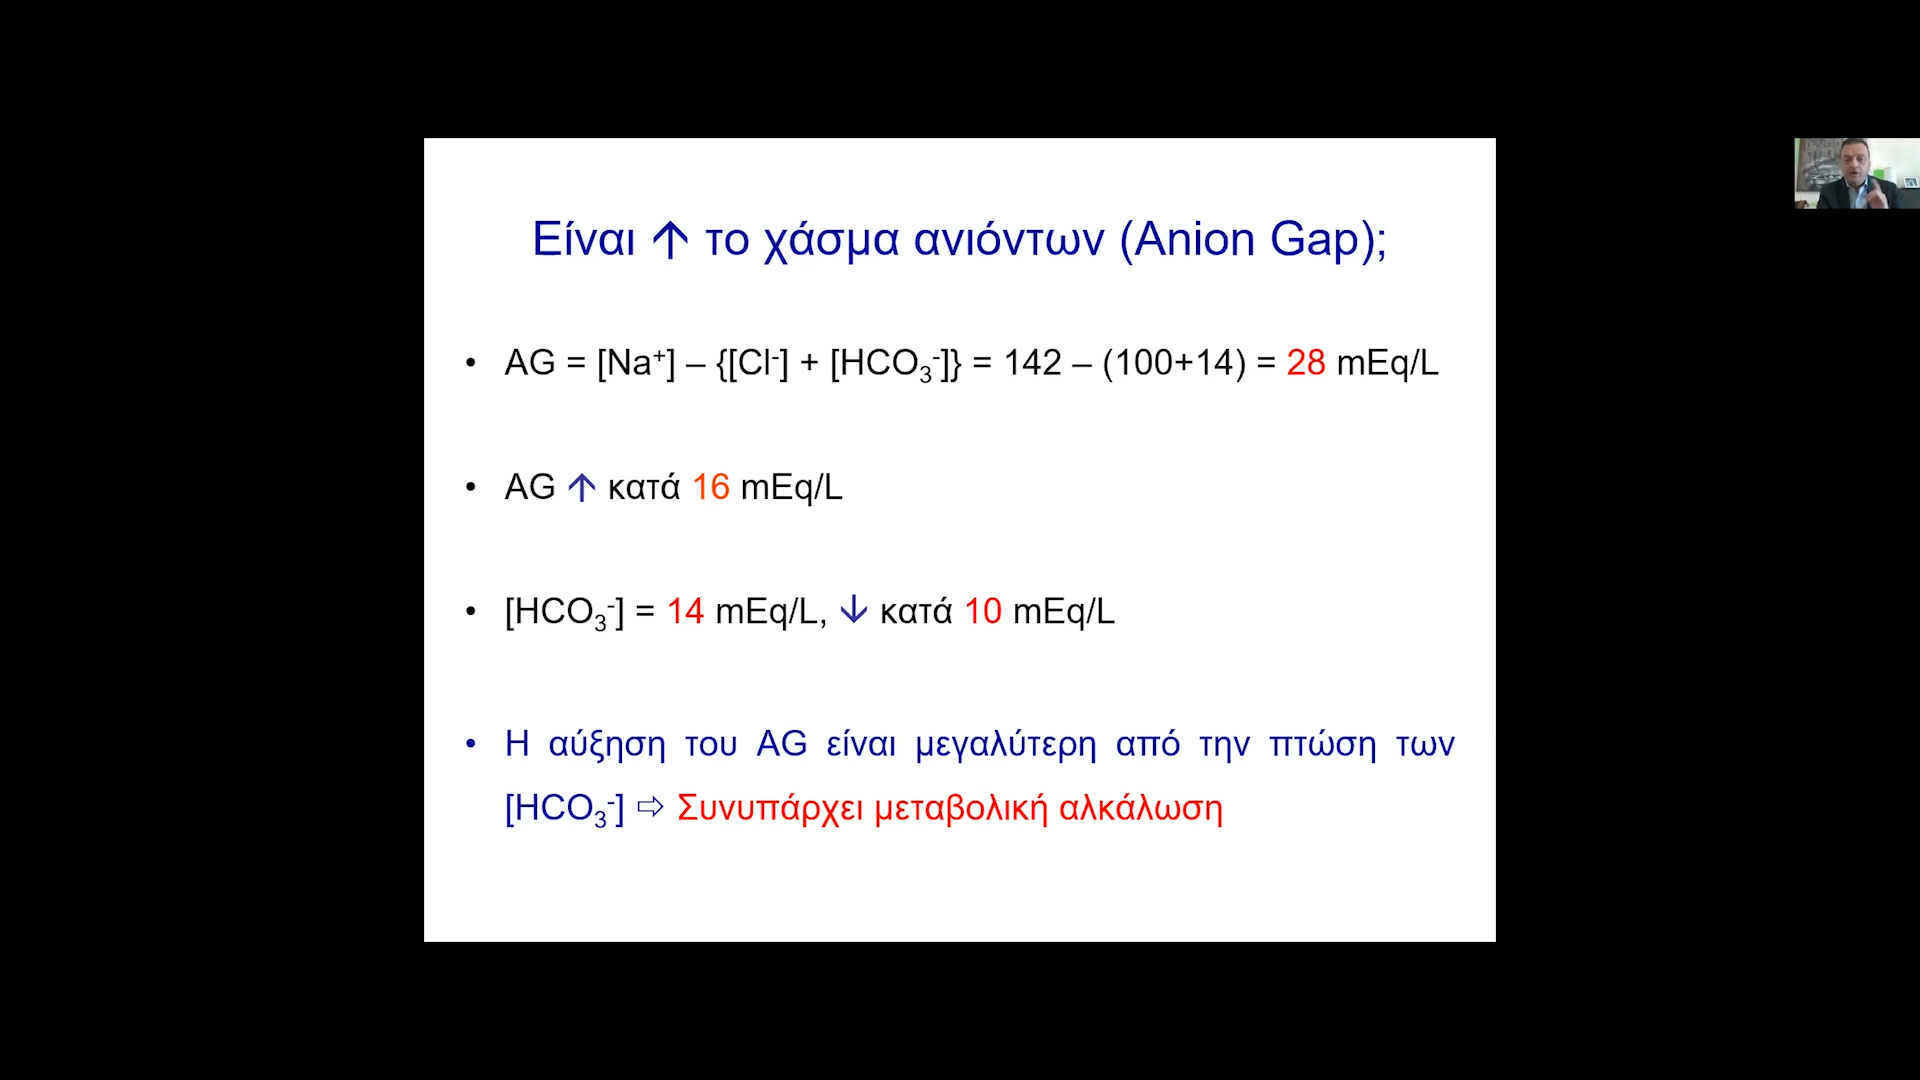 Είναι ↑ το χάσμα ανιόντων (Anion Gap);
• AG = [Na⁺] – {[Cl⁻] + [HCO₃⁻]} = 142 – (100+14) = 28 mEq/L
• AG ↑ κατά 16 mEq/L
• [HCO₃⁻] = 14 mEq/L, ↓ κατά 10 mEq/L
• Η αύξηση του AG είναι μεγαλύτερη από την πτώση των
[HCO₃⁻] ⇨ Συνυπάρχει μεταβολική αλκάλωση